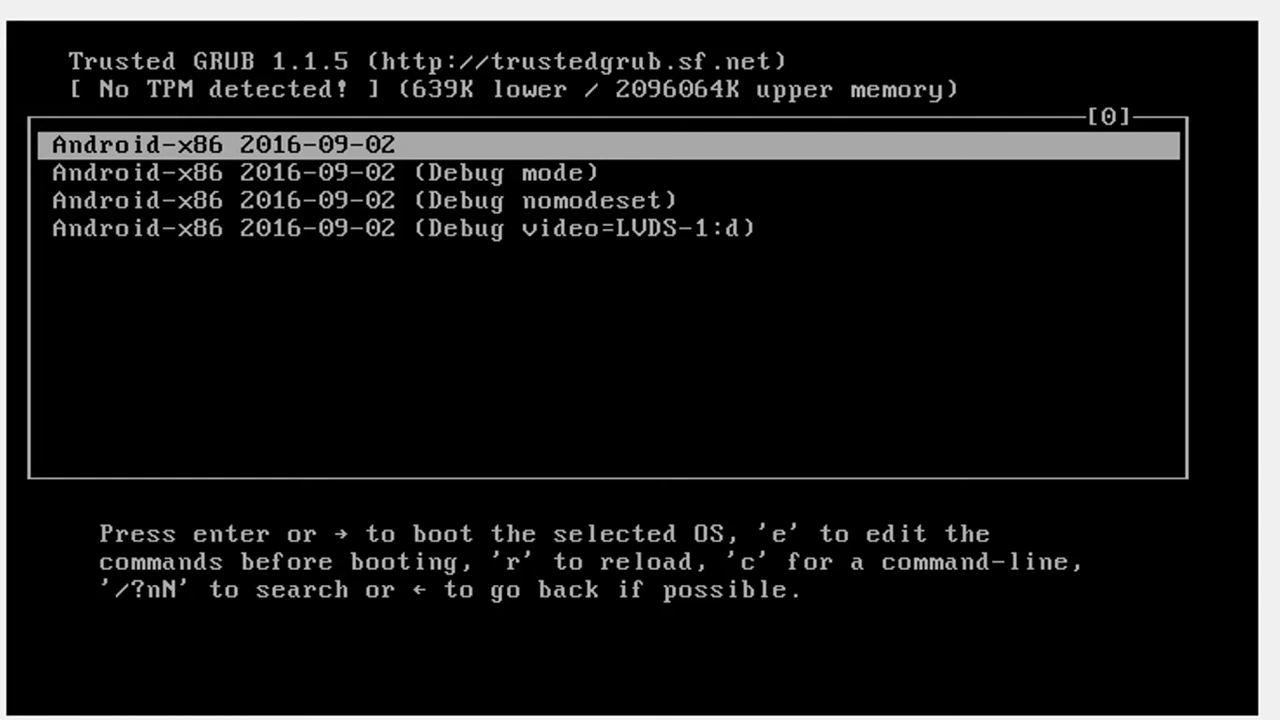 Trusted GRUB 1.1.5 (http://trustedgrub.sf.net)
[ No TPM detected! ] (639K lower / 2096064K upper memory)
[0]
Android-x86 2016-09-02
Android-x86 2016-09-02 (Debug mode)
Android-x86 2016-09-02 (Debug nomodeset)
Android-x86 2016-09-02 (Debug video=LVDS-1:d)
Press enter or → to boot the selected OS, 'e' to edit the
commands before booting, 'r' to reload, 'c' for a command-line,
'/?nN' to search or ← to go back if possible.